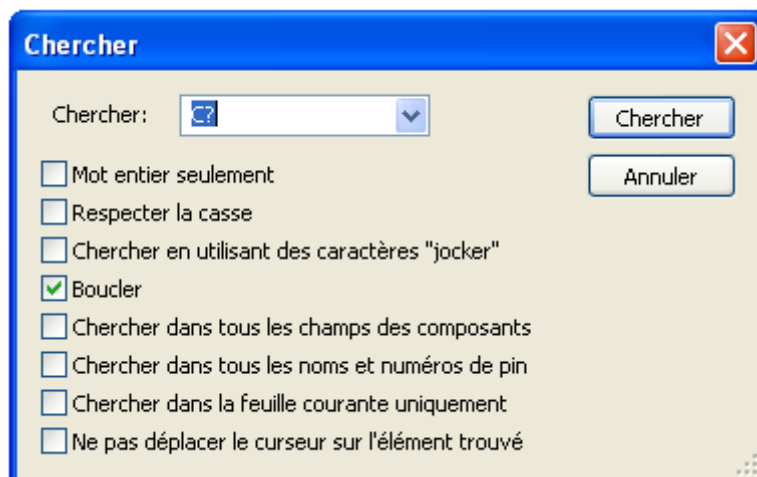 Chercher
Chercher: C? Chercher
Annuler
Mot entier seulement
Respecter la casse
Chercher en utilisant des caractères "jocker"
Boucler
Chercher dans tous les champs des composants
Chercher dans tous les noms et numéros de pin
Chercher dans la feuille courante uniquement
Ne pas déplacer le curseur sur l'élément trouvé